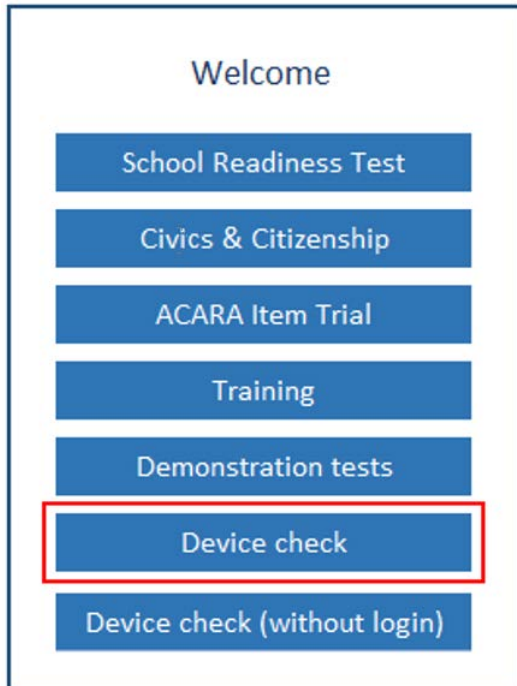 Welcome
School Readiness Test
Civics & Citizenship
ACARA Item Trial
Training
Demonstration tests
Device check
Device check (without login)